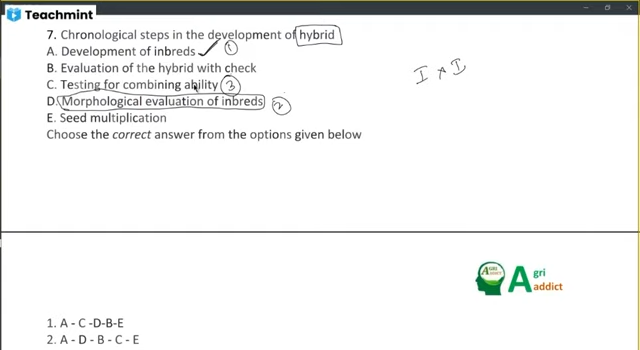 Teachmint
7. Chronological steps in the development of hybrid
A. Development of inbreds ✓ ①
B. Evaluation of the hybrid with check
C. Testing for combining ability ③
D. Morphological evaluation of inbreds ②
E. Seed multiplication
Choose the correct answer from the options given below
I × I
AGRI
ADDICT
Agri
addict
1. A - C -D-B-E
2. A - D - B - C - E